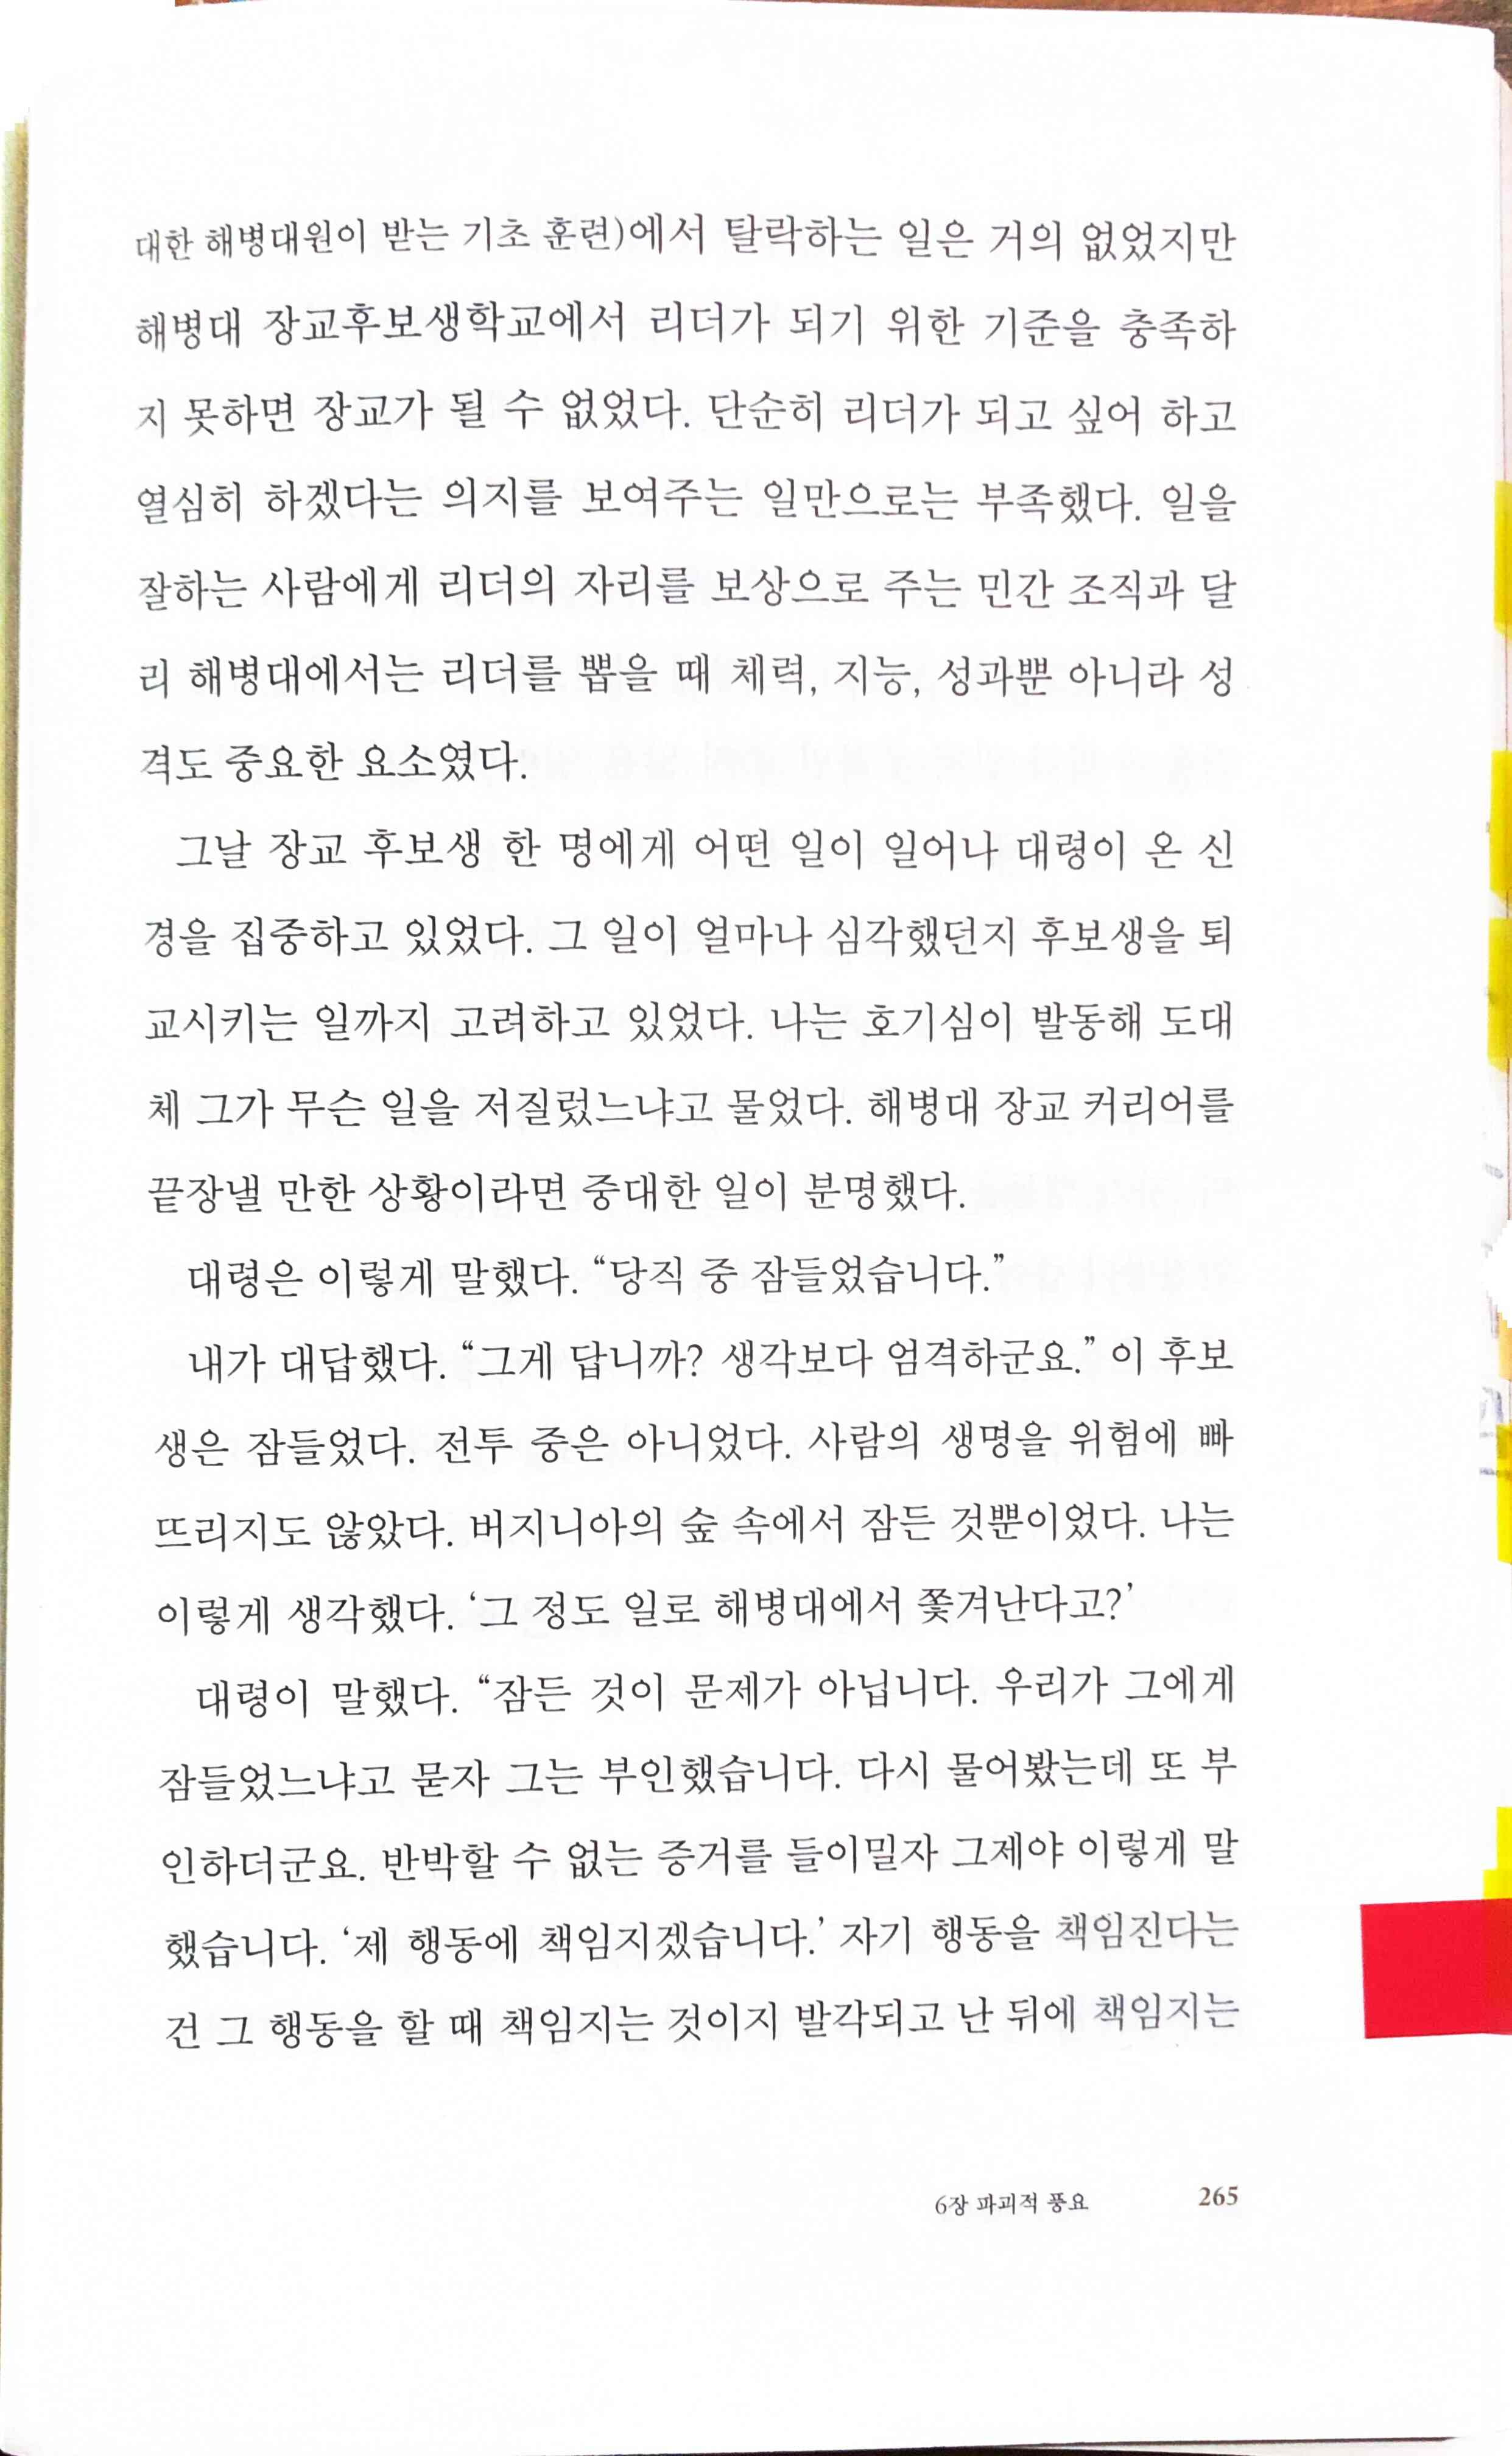 대한 해병대원이 받는 기초 훈련)에서 탈락하는 일은 거의 없었지만
해병대 장교후보생학교에서 리더가 되기 위한 기준을 충족하
지 못하면 장교가 될 수 없었다. 단순히 리더가 되고 싶어 하고
열심히 하겠다는 의지를 보여주는 일만으로는 부족했다. 일을
잘하는 사람에게 리더의 자리를 보상으로 주는 민간 조직과 달
리 해병대에서는 리더를 뽑을 때 체력, 지능, 성과뿐 아니라 성
격도 중요한 요소였다.
그날 장교 후보생 한 명에게 어떤 일이 일어나 대령이 온 신
경을 집중하고 있었다. 그 일이 얼마나 심각했던지 후보생을 퇴
교시키는 일까지 고려하고 있었다. 나는 호기심이 발동해 도대
체 그가 무슨 일을 저질렀느냐고 물었다. 해병대 장교 커리어를
끝장낼 만한 상황이라면 중대한 일이 분명했다.
대령은 이렇게 말했다. “당직 중 잠들었습니다.”
내가 대답했다. “그게 답니까? 생각보다 엄격하군요.” 이 후보
생은 잠들었다. 전투 중은 아니었다. 사람의 생명을 위험에 빠
뜨리지도 않았다. 버지니아의 숲 속에서 잠든 것뿐이었다. 나는
이렇게 생각했다. ‘그 정도 일로 해병대에서 쫓겨난다고?’
대령이 말했다. “잠든 것이 문제가 아닙니다. 우리가 그에게
잠들었느냐고 묻자 그는 부인했습니다. 다시 물어봤는데 또 부
인하더군요. 반박할 수 없는 증거를 들이밀자 그제야 이렇게 말
했습니다. ‘제 행동에 책임지겠습니다.’ 자기 행동을 책임진다는
건 그 행동을 할 때 책임지는 것이지 발각되고 난 뒤에 책임지는
6장 파괴적 풍요 265